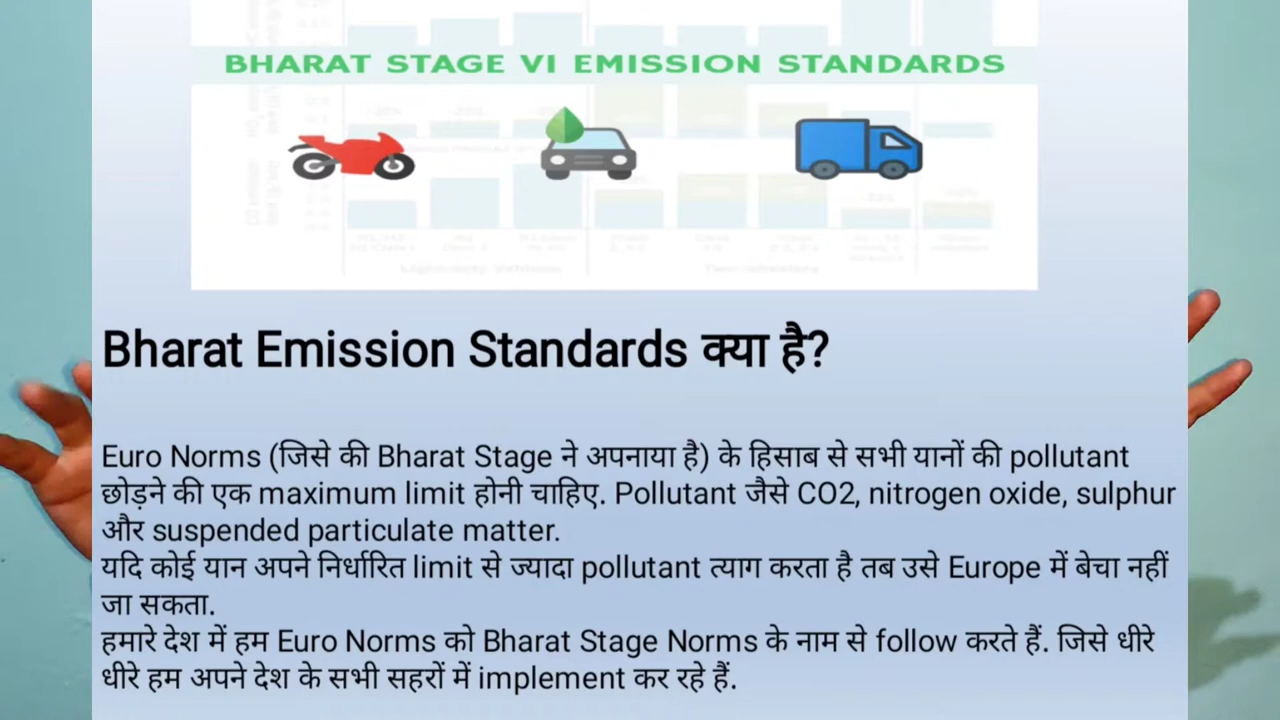 BHARAT STAGE VI EMISSION STANDARDS
Bharat Emission Standards क्या है?
Euro Norms (जिसे की Bharat Stage ने अपनाया है) के हिसाब से सभी यानों की pollutant
छोड़ने की एक maximum limit होनी चाहिए. Pollutant जैसे CO2, nitrogen oxide, sulphur
और suspended particulate matter.
यदि कोई यान अपने निर्धारित limit से ज्यादा pollutant त्याग करता है तब उसे Europe में बेचा नहीं
जा सकता.
हमारे देश में हम Euro Norms को Bharat Stage Norms के नाम से follow करते हैं. जिसे धीरे
धीरे हम अपने देश के सभी सहरों में implement कर रहे हैं.